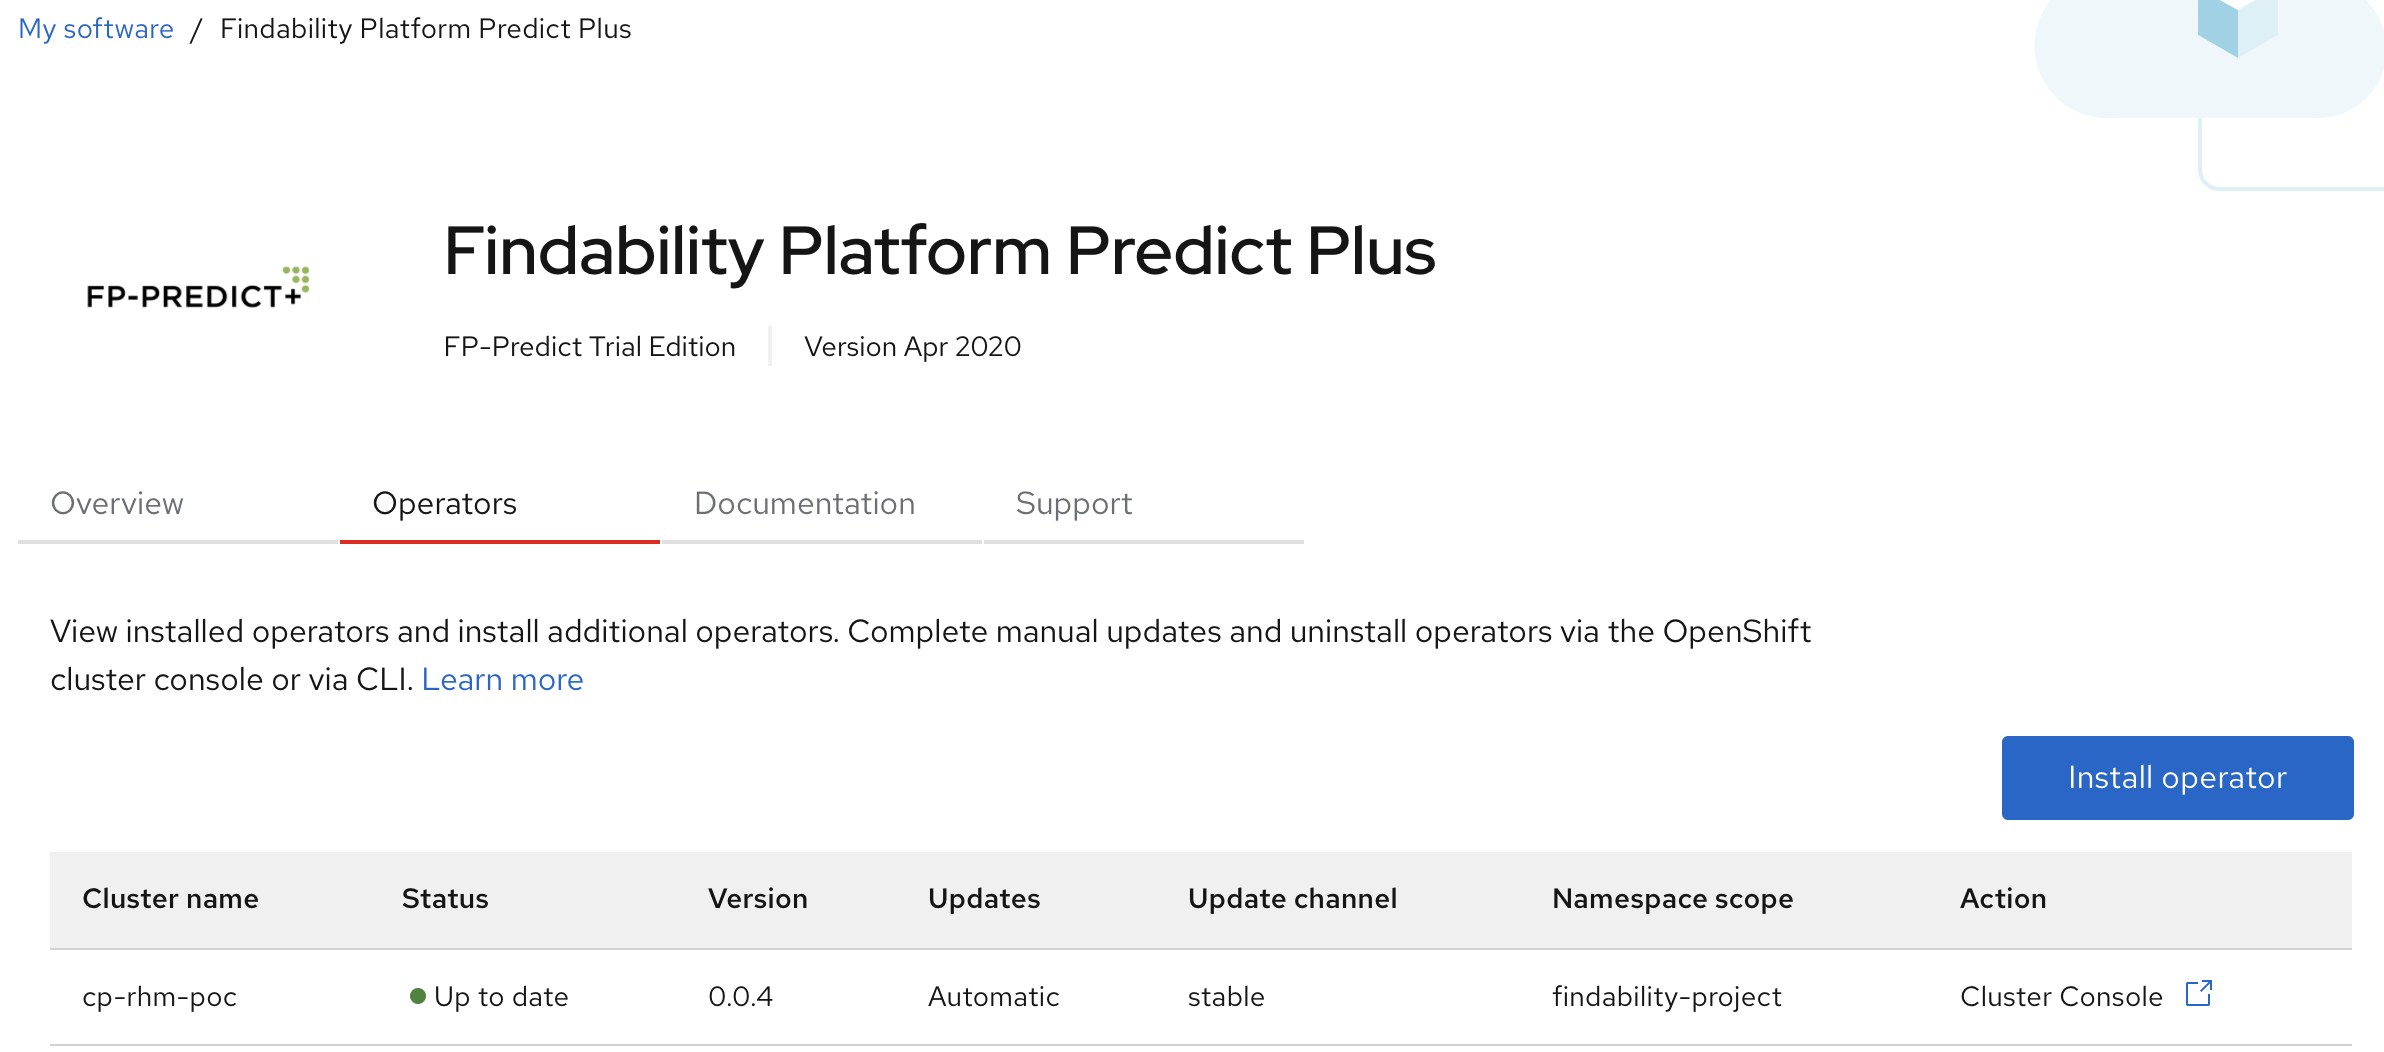 My software / Findability Platform Predict Plus
FP-PREDICT+
Findability Platform Predict Plus
FP-Predict Trial Edition Version Apr 2020
Overview Operators Documentation Support
View installed operators and install additional operators. Complete manual updates and uninstall operators via the OpenShift
cluster console or via CLI. Learn more
Install operator
Cluster name Status Version Updates Update channel Namespace scope Action
cp-rhm-poc Up to date 0.0.4 Automatic stable findability-project Cluster Console